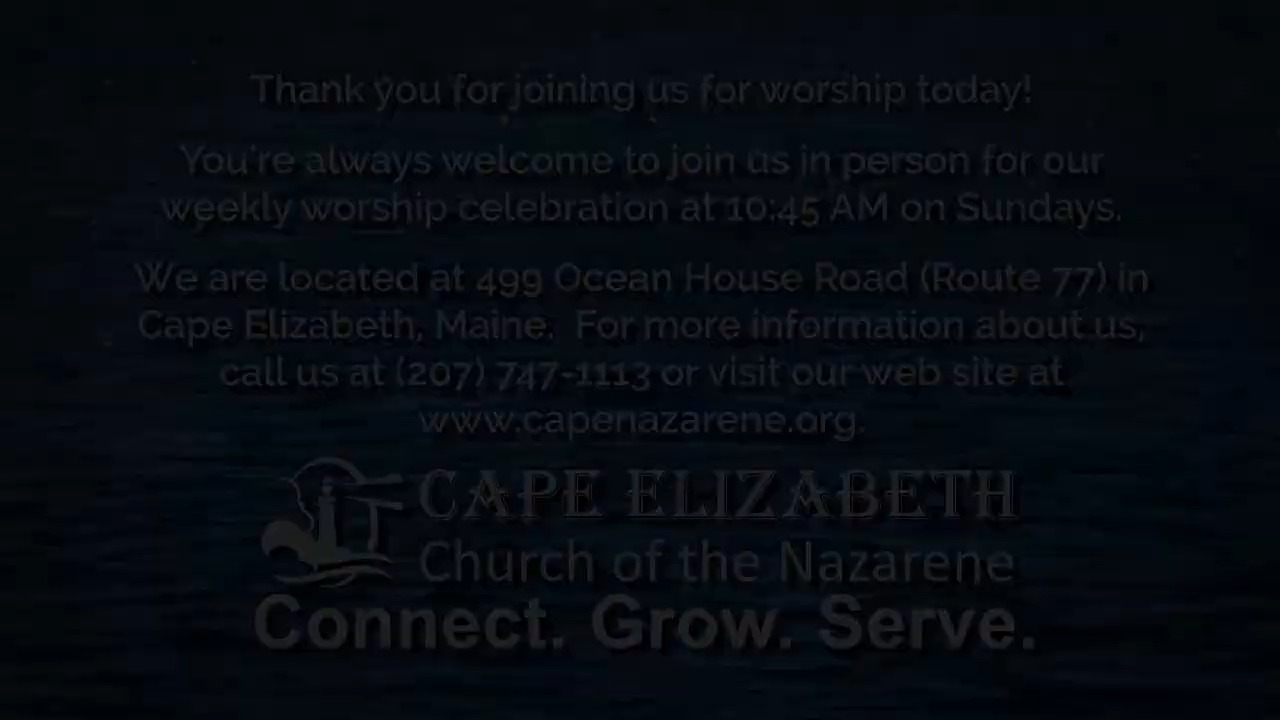 Thank you for joining us for worship today!
You're always welcome to join us in person for our
weekly worship celebration at 10:45 AM on Sundays.
We are located at 499 Ocean House Road (Route 77) in
Cape Elizabeth, Maine.  For more information about us,
call us at (207) 747-1113 or visit our web site at
www.capenazarene.org.
CAPE ELIZABETH
Church of the Nazarene
Connect. Grow. Serve.